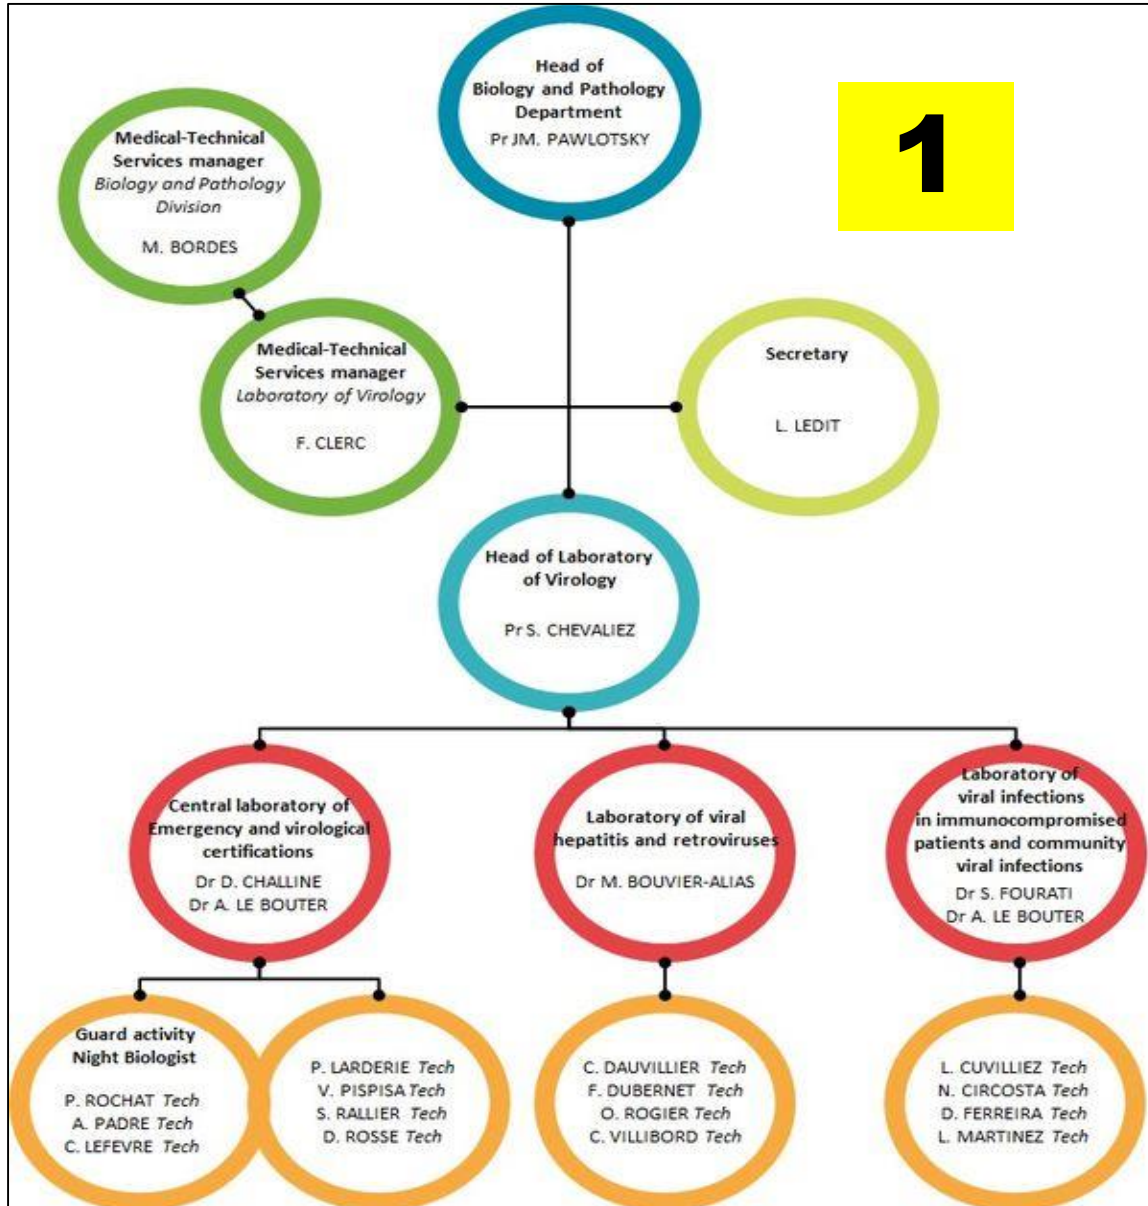 Head of
Biology and Pathology
Department
Pr JM. PAWLOTSKY
1
Medical-Technical
Services manager
Biology and Pathology
Division
M. BORDES
Medical-Technical
Services manager
Laboratory of Virology
F. CLERC
Secretary
L. LEDIT
Head of Laboratory
of Virology
Pr S. CHEVALIEZ
Central laboratory of
Emergency and virological
certifications
Dr D. CHALLINE
Dr A. LE BOUTER
Laboratory of viral
hepatitis and retroviruses
Dr M. BOUVIER-ALIAS
Laboratory of
viral infections
in immunocompromised
patients and community
viral infections
Dr S. FOURATI
Dr A. LE BOUTER
Guard activity
Night Biologist
P. ROCHAT Tech
A. PADRE Tech
C. LEFEVRE Tech
P. LARDERIE Tech
V. PISPISA Tech
S. RALLIER Tech
D. ROSSE Tech
C. DAUVILLIER Tech
F. DUBERNET Tech
O. ROGIER Tech
C. VILLIBORD Tech
L. CUVILLIEZ Tech
N. CIRCOSTA Tech
D. FERREIRA Tech
L. MARTINEZ Tech